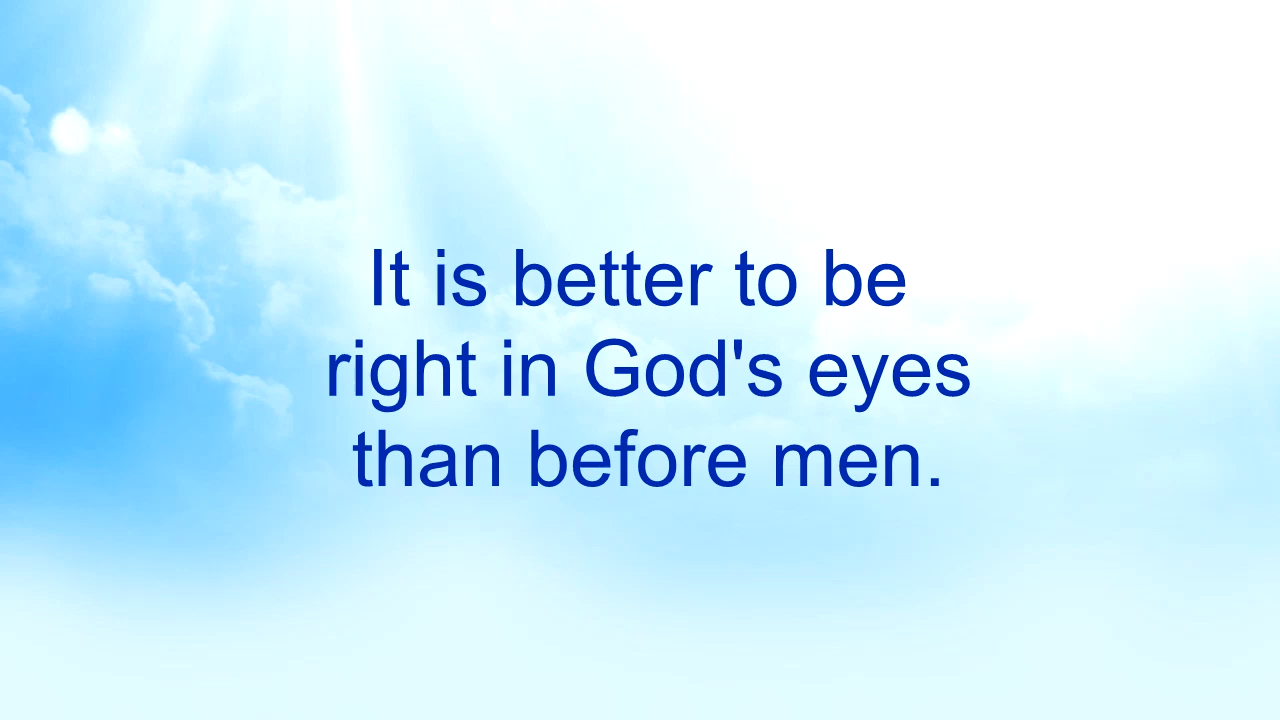 It is better to be
right in God's eyes
than before men.